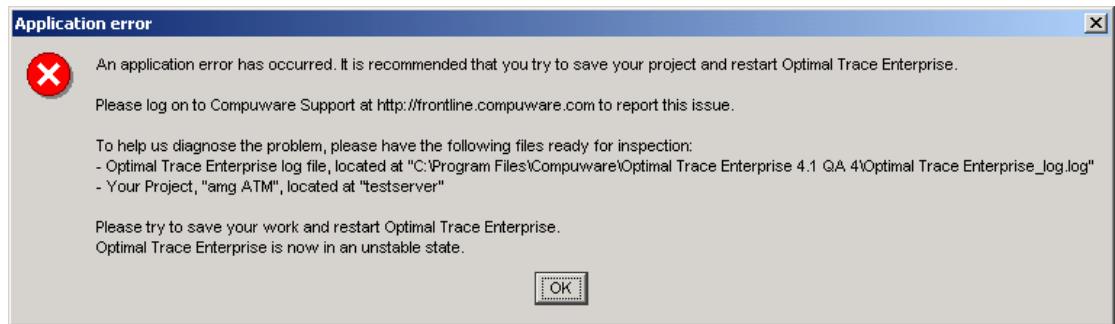 Application error
An application error has occurred. It is recommended that you try to save your project and restart Optimal Trace Enterprise.
Please log on to Compuware Support at http://frontline.compuware.com to report this issue.
To help us diagnose the problem, please have the following files ready for inspection:
- Optimal Trace Enterprise log file, located at "C:\Program Files\Compuware\Optimal Trace Enterprise 4.1 QA 4\Optimal Trace Enterprise_log.log"
- Your Project, "amg ATM", located at "testserver"
Please try to save your work and restart Optimal Trace Enterprise.
Optimal Trace Enterprise is now in an unstable state.
OK